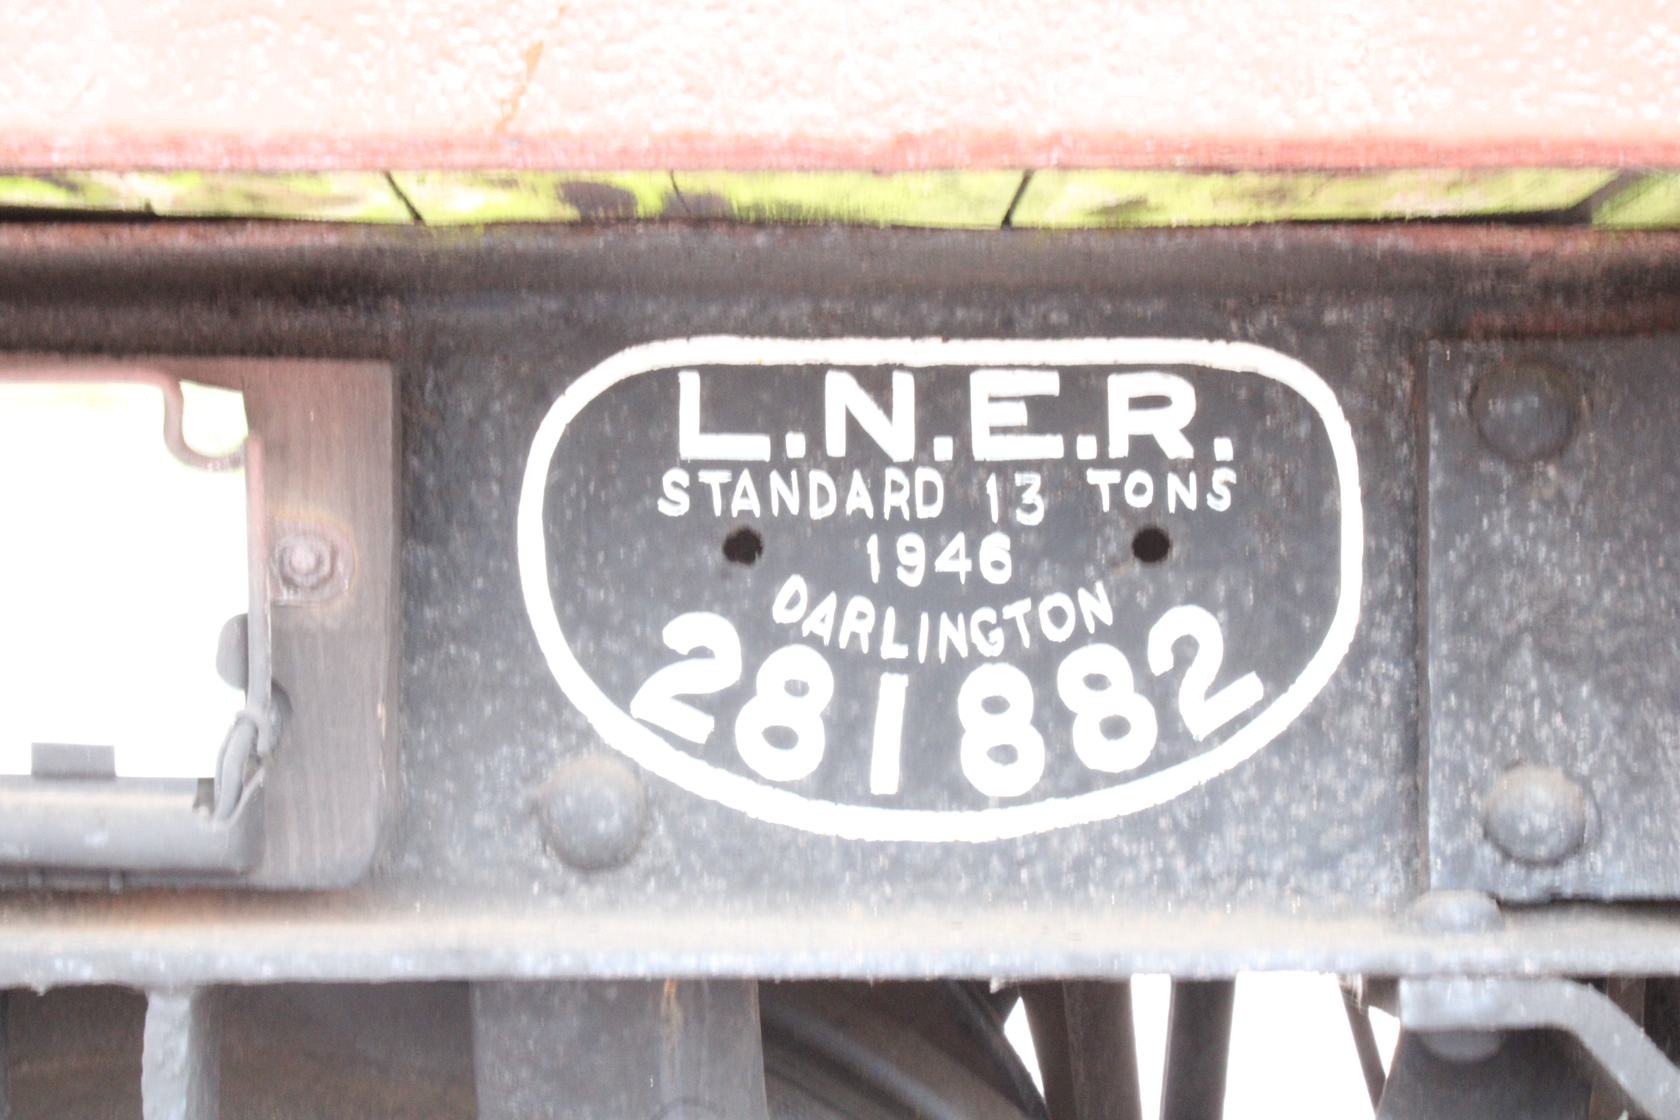 L.N.E.R.
STANDARD 13 TONS
1946
DARLINGTON
281882